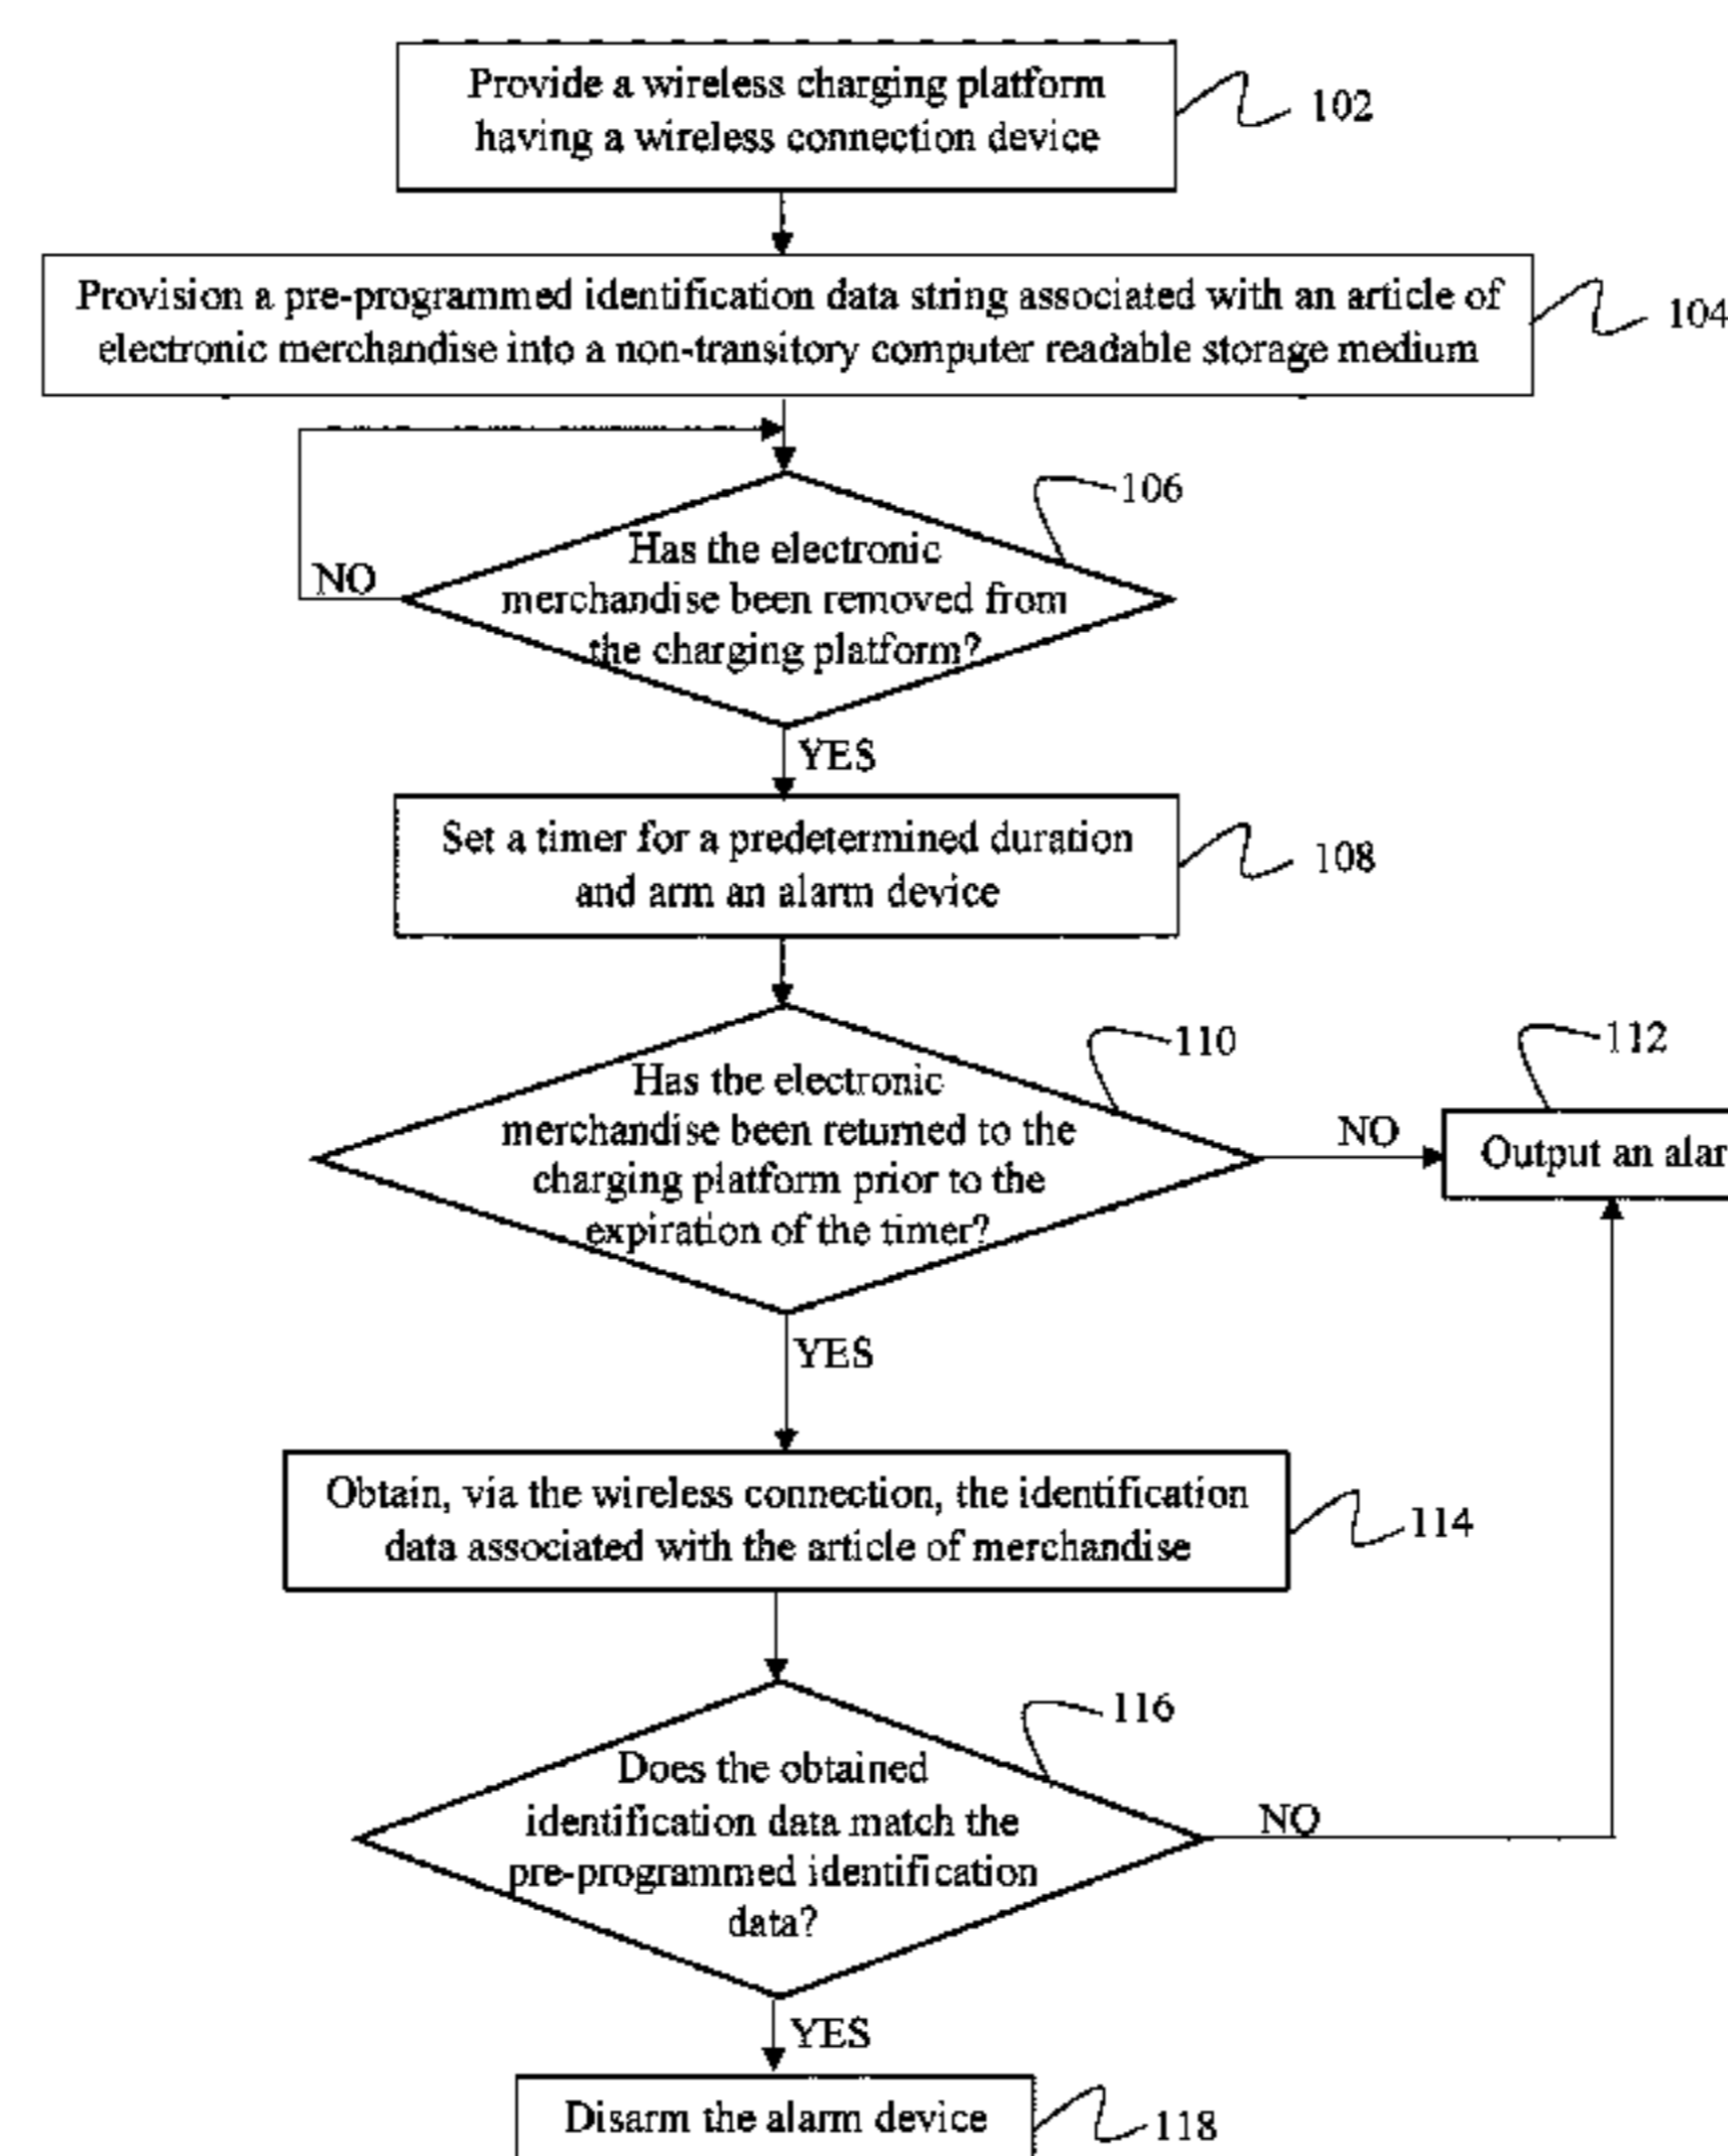 Provide a wireless charging platform
having a wireless connection device
102
Provision a pre-programmed identification data string associated with an article of
electronic merchandise into a non-transitory computer readable storage medium
104
106
Has the electronic
merchandise been removed from
the charging platform?
NO
YES
Set a timer for a predetermined duration
and arm an alarm device
108
110
Has the electronic
merchandise been returned to the
charging platform prior to the
expiration of the timer?
NO
112
Output an alar
YES
Obtain, via the wireless connection, the identification
data associated with the article of merchandise
114
116
Does the obtained
identification data match the
pre-programmed identification
data?
NO
YES
Disarm the alarm device
118